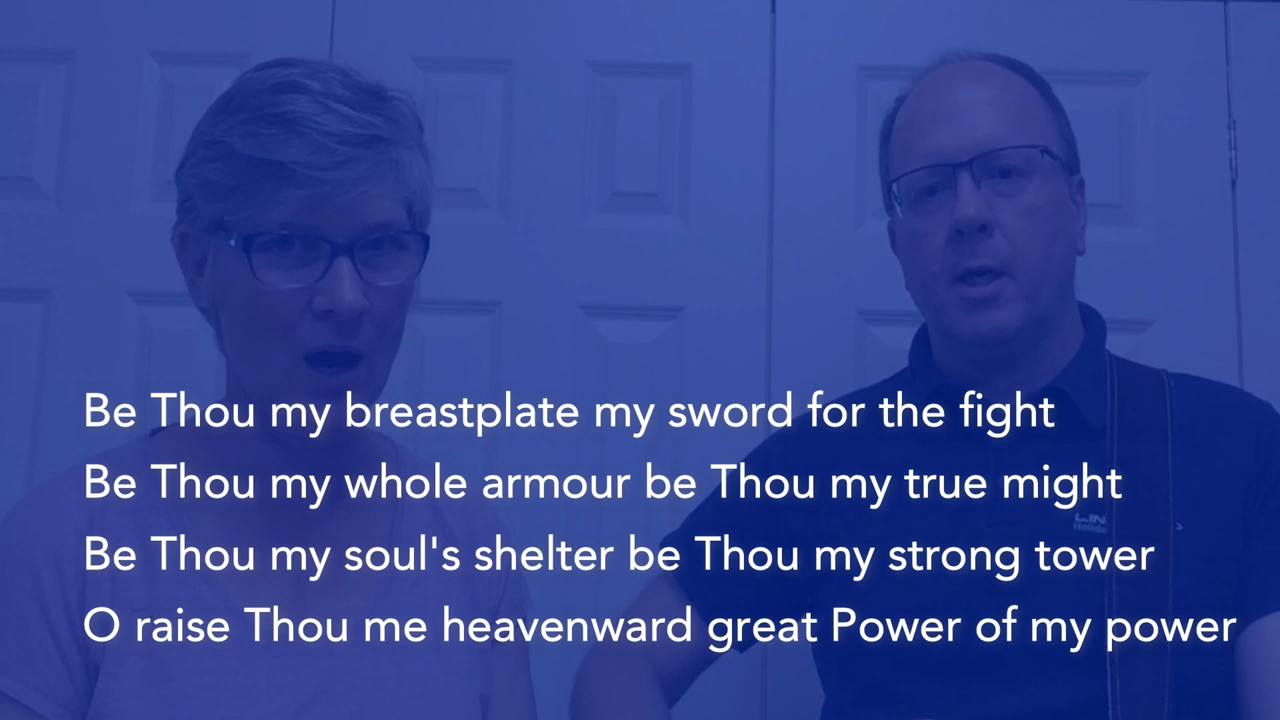 Be Thou my breastplate my sword for the fight
Be Thou my whole armour be Thou my true might
Be Thou my soul's shelter be Thou my strong tower
O raise Thou me heavenward great Power of my power